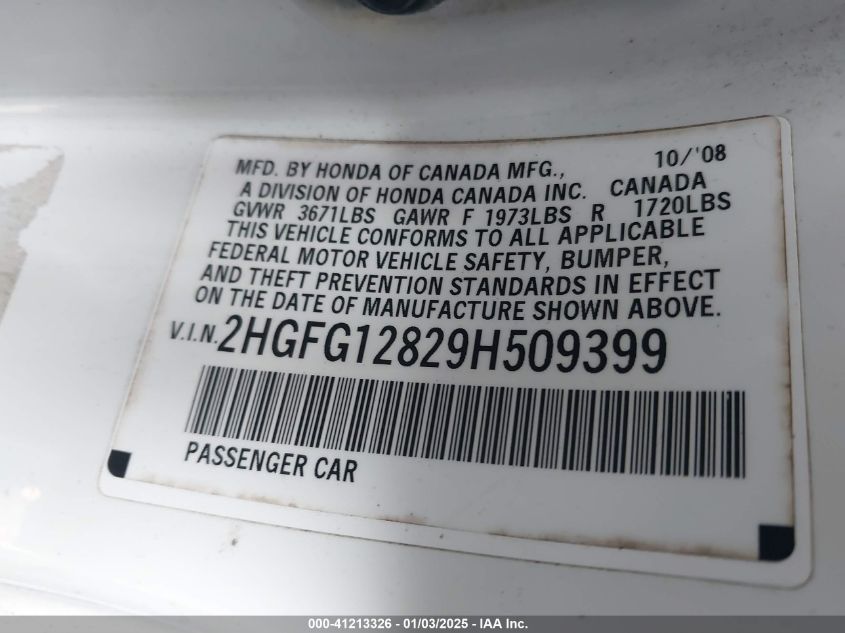 MFD. BY HONDA OF CANADA MFG., 10/'08
A DIVISION OF HONDA CANADA INC. CANADA
GVWR 3671LBS GAWR F 1973LBS R 1720LBS
THIS VEHICLE CONFORMS TO ALL APPLICABLE
FEDERAL MOTOR VEHICLE SAFETY, BUMPER,
AND THEFT PREVENTION STANDARDS IN EFFECT
ON THE DATE OF MANUFACTURE SHOWN ABOVE.
V.I.N. 2HGFG12829H509399
PASSENGER CAR
000-41213326 - 01/03/2025 - IAA Inc.